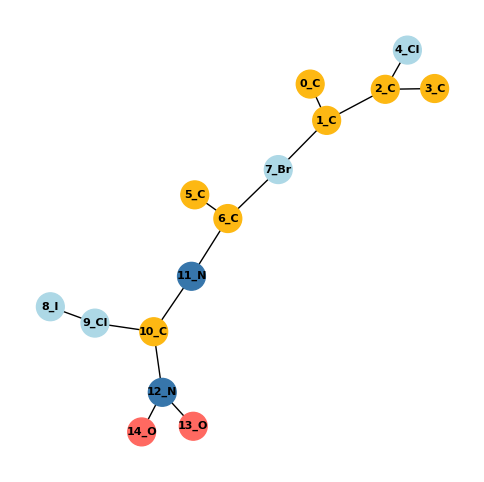 4_Cl
0_C
2_C
3_C
1_C
7_Br
5_C
6_C
11_N
8_I
9_Cl
10_C
12_N
14_O
13_O